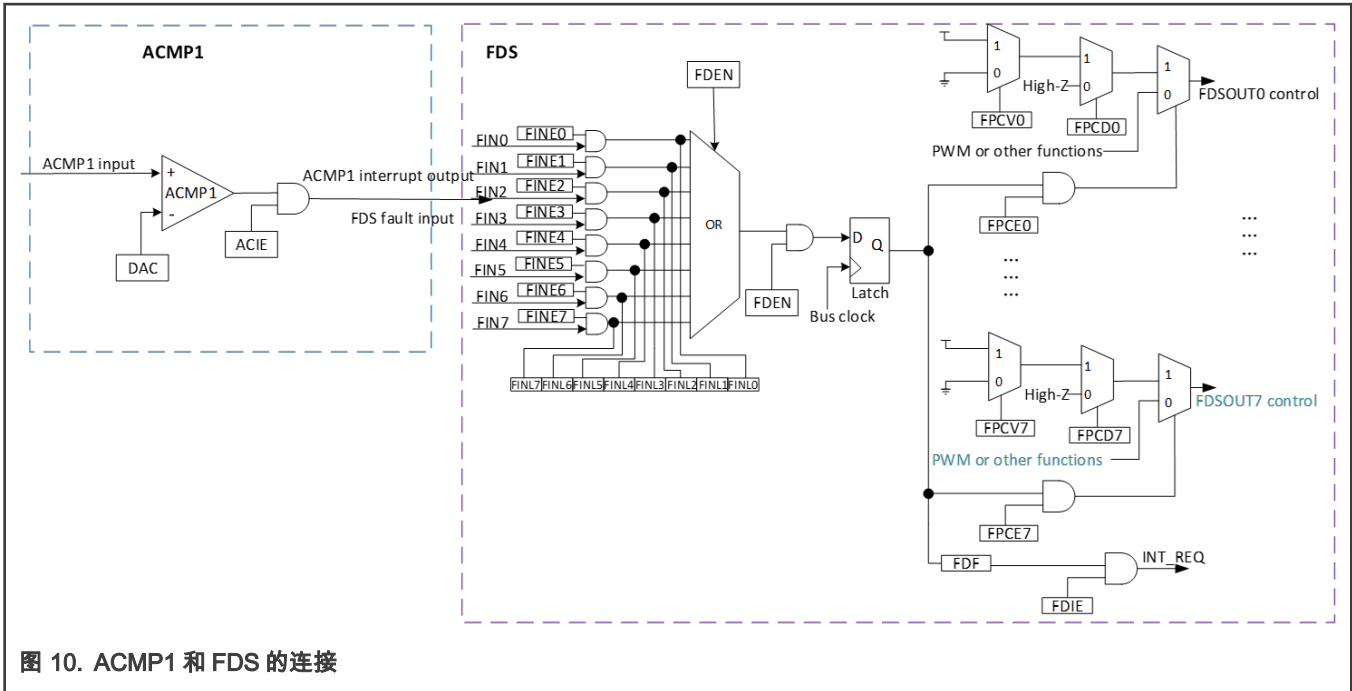 ACMP1
ACMP1 input
+
ACMP1
-
DAC
ACIE
ACMP1 interrupt output
FDS fault input
FDS
FDEN
FIN0
FINE0
FIN1
FINE1
FIN2
FINE2
FIN3
FINE3
FIN4
FINE4
FIN5
FINE5
FIN6
FINE6
FIN7
FINE7
OR
FINL7 FINL6 FINL5 FINL4 FINL3 FINL2 FINL1 FINL0
FDEN
D Q
Latch
Bus clock
1
0
FPCV0
1
High-Z 0
FPCD0
1
0
FDSOUT0 control
PWM or other functions
FPCE0
...
...
...
...
...
...
1
0
FPCV7
1
High-Z 0
FPCD7
1
0
FDSOUT7 control
PWM or other functions
FPCE7
FDF
INT_REQ
FDIE
图 10. ACMP1 和 FDS 的连接